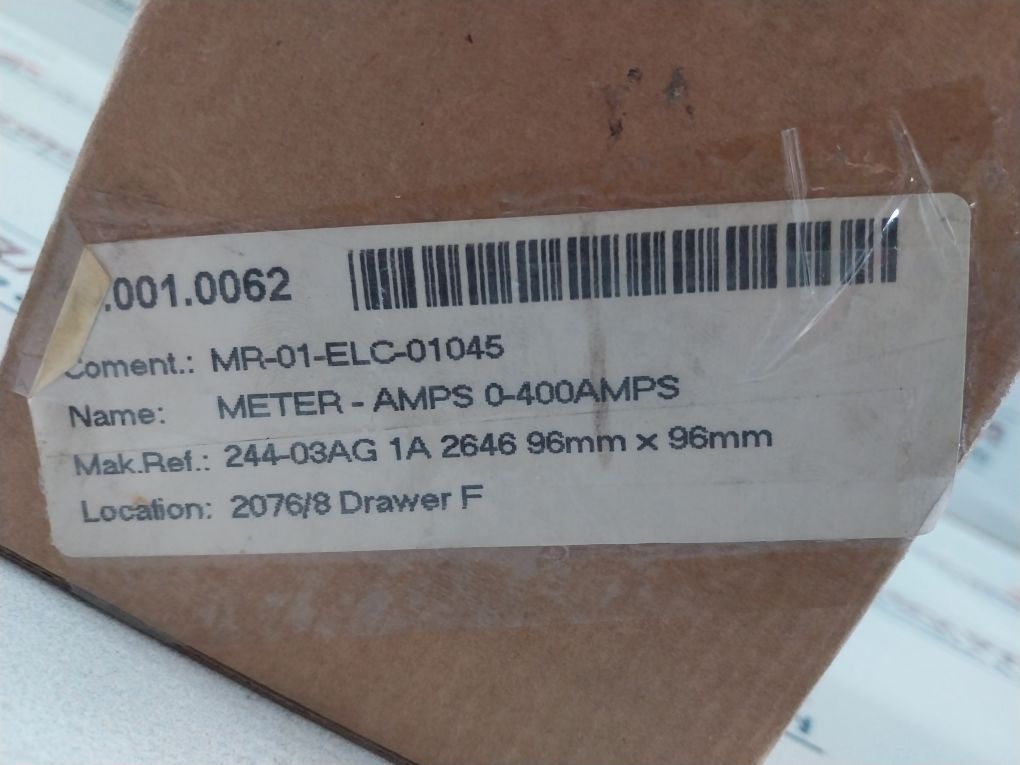 .001.0062
Coment.: MR-01-ELC-01045
Name: METER - AMPS 0-400AMPS
Mak.Ref.: 244-03AG 1A 2646 96mm x 96mm
Location: 2076/8 Drawer F